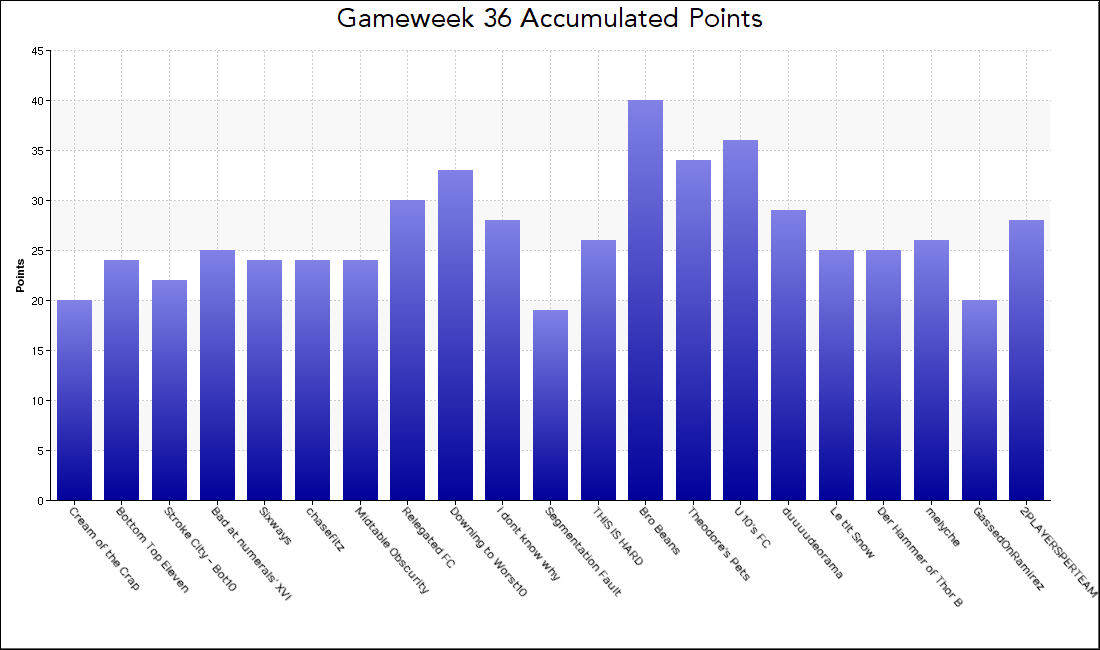 Gameweek 36 Accumulated Points
Points
45
40
35
30
25
20
15
10
5
0
Cream of the Crap
Bottom Top Eleven
Stroke City - Bot10
Bad at numerals' XVI
Sixways
chasefitz
Midtable Obscurity
Relegated FC
Downing to Worst10
i dont know why
Segmentation Fault
THIS IS HARD
Bro Beans
Theodore's Pets
U10's FC
duuuudeorama
Le tit Snow
Der Hammer of Thor B
melyche
GassedOnRamirez
2PLAYERSPERTEAM